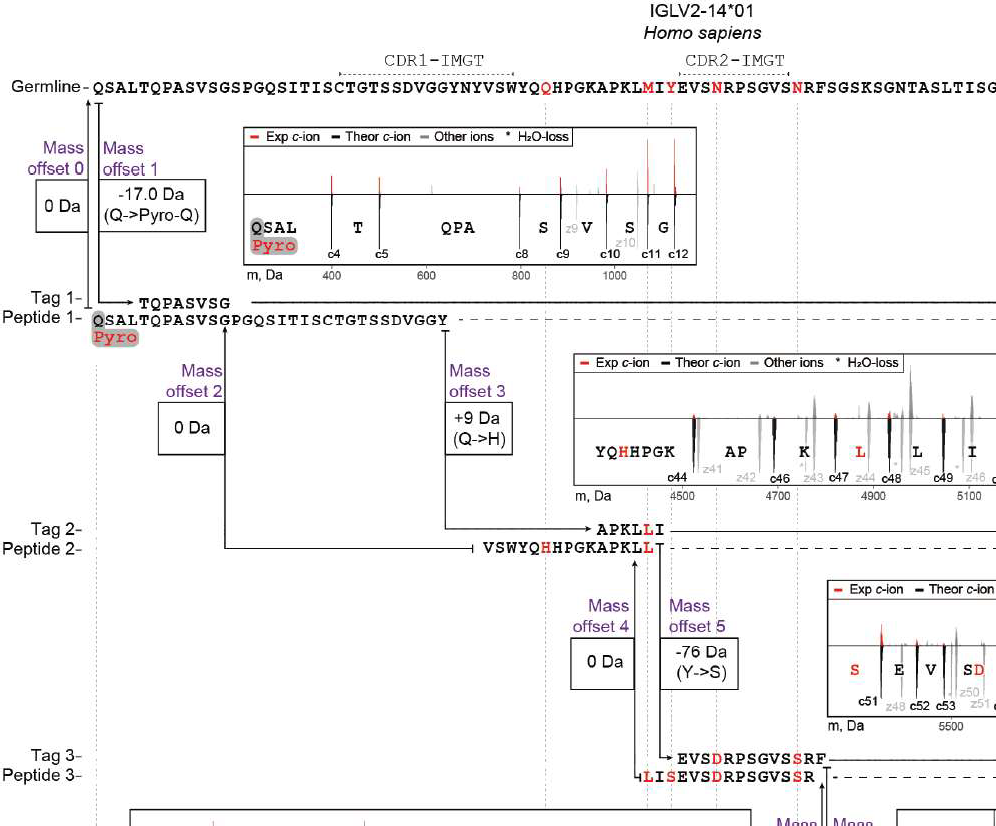 IGLV2-14*01
Homo sapiens
CDR1-IMGT
CDR2-IMGT
Germline- QSALTQPASVSGSPGQSITISCTGTSSDVGGYNYVSWYQQHPGKAPKLMIYEVSNRPSGVSNRFSGSKSGNTASLTISG
Mass offset 0
0 Da
Mass offset 1
-17.0 Da
(Q->Pyro-Q)
Exp c-ion Theor c-ion Other ions * H₂O-loss
QSAL T QPA S z9 V S G
Pyro z10
c4 c5 c8 c9 c10 c11 c12
m, Da 400 600 800 1000
Tag 1- TQPASVSG
Peptide 1- QSALTQPASVSGSPGQSITISCTGTSSDVGGY
Pyro
Mass offset 2
0 Da
Mass offset 3
+9 Da
(Q->H)
Exp c-ion Theor c-ion Other ions * H₂O-loss
YQHHPGK AP K L L I
c44 z41 z42 c46 * z43 c47 z44 c48 * z45 c49 * z46
m, Da 4500 4700 4900 5100
Tag 2- APKLLI
Peptide 2- VSWYQHHPGKAPKLL
Mass offset 4
0 Da
Mass offset 5
-76 Da
(Y->S)
Exp c-ion Theor c-ion
S E V SD
c51 z48 c52 c53 z50 z51
m, Da 5500
Tag 3- EVSDRPSGVSSRF
Peptide 3- LISEVSDRPSGVSSR
Mass Mass